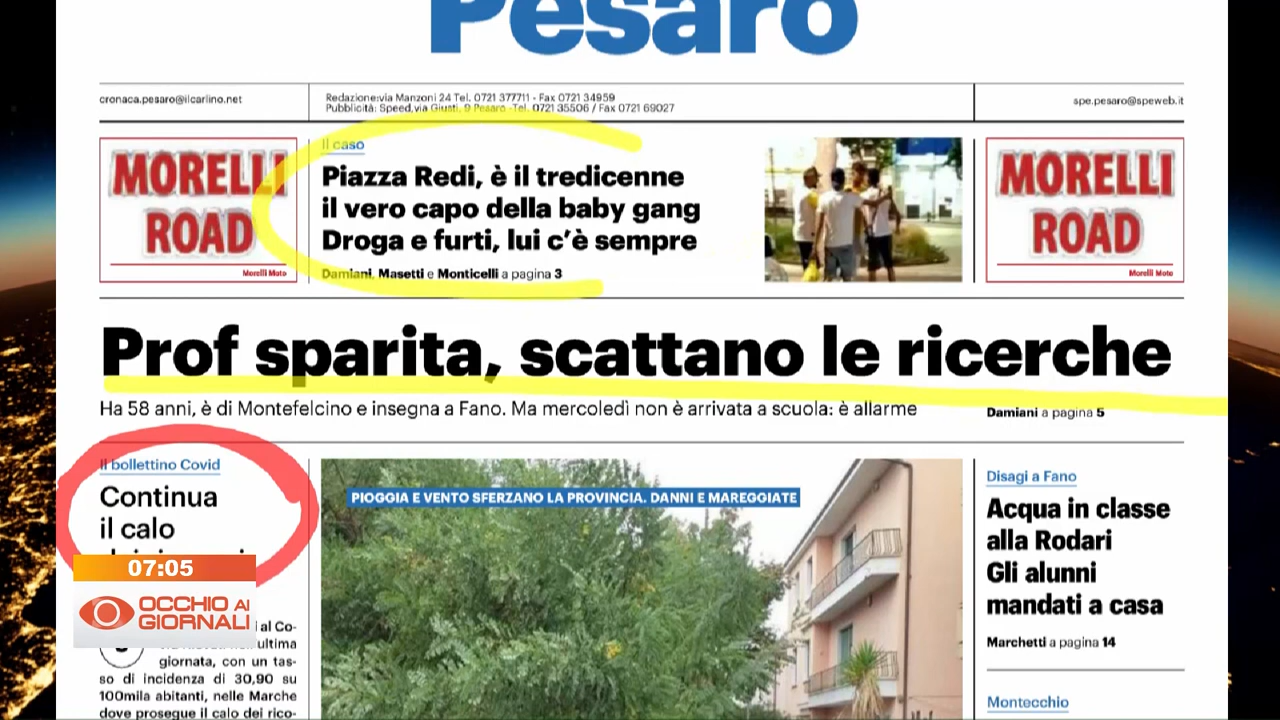 Pesaro
cronaca.pesaro@ilcarlino.net
Redazione:via Manzoni 24 Tel. 0721 377711 - Fax 0721 34959
Pubblicità: Speed,via Giusti, 9 Pesaro -Tel. 0721 35506 / Fax 0721 69027
spe.pesaro@speweb.it
MORELLI
ROAD
Morelli Moto
Il caso
Piazza Redi, è il tredicenne
il vero capo della baby gang
Droga e furti, lui c'è sempre
Damiani, Masetti e Monticelli a pagina 3
MORELLI
ROAD
Morelli Moto
Prof sparita, scattano le ricerche
Ha 58 anni, è di Montefelcino e insegna a Fano. Ma mercoledì non è arrivata a scuola: è allarme
Damiani a pagina 5
Il bollettino Covid
Continua
il calo
07:05
OCCHIO AI
GIORNALI
al Co-
ultima
giornata, con un tas-
so di incidenza di 30,90 su
100mila abitanti, nelle Marche
dove prosegue il calo dei rico-
PIOGGIA E VENTO SFERZANO LA PROVINCIA. DANNI E MAREGGIATE
Disagi a Fano
Acqua in classe
alla Rodari
Gli alunni
mandati a casa
Marchetti a pagina 14
Montecchio